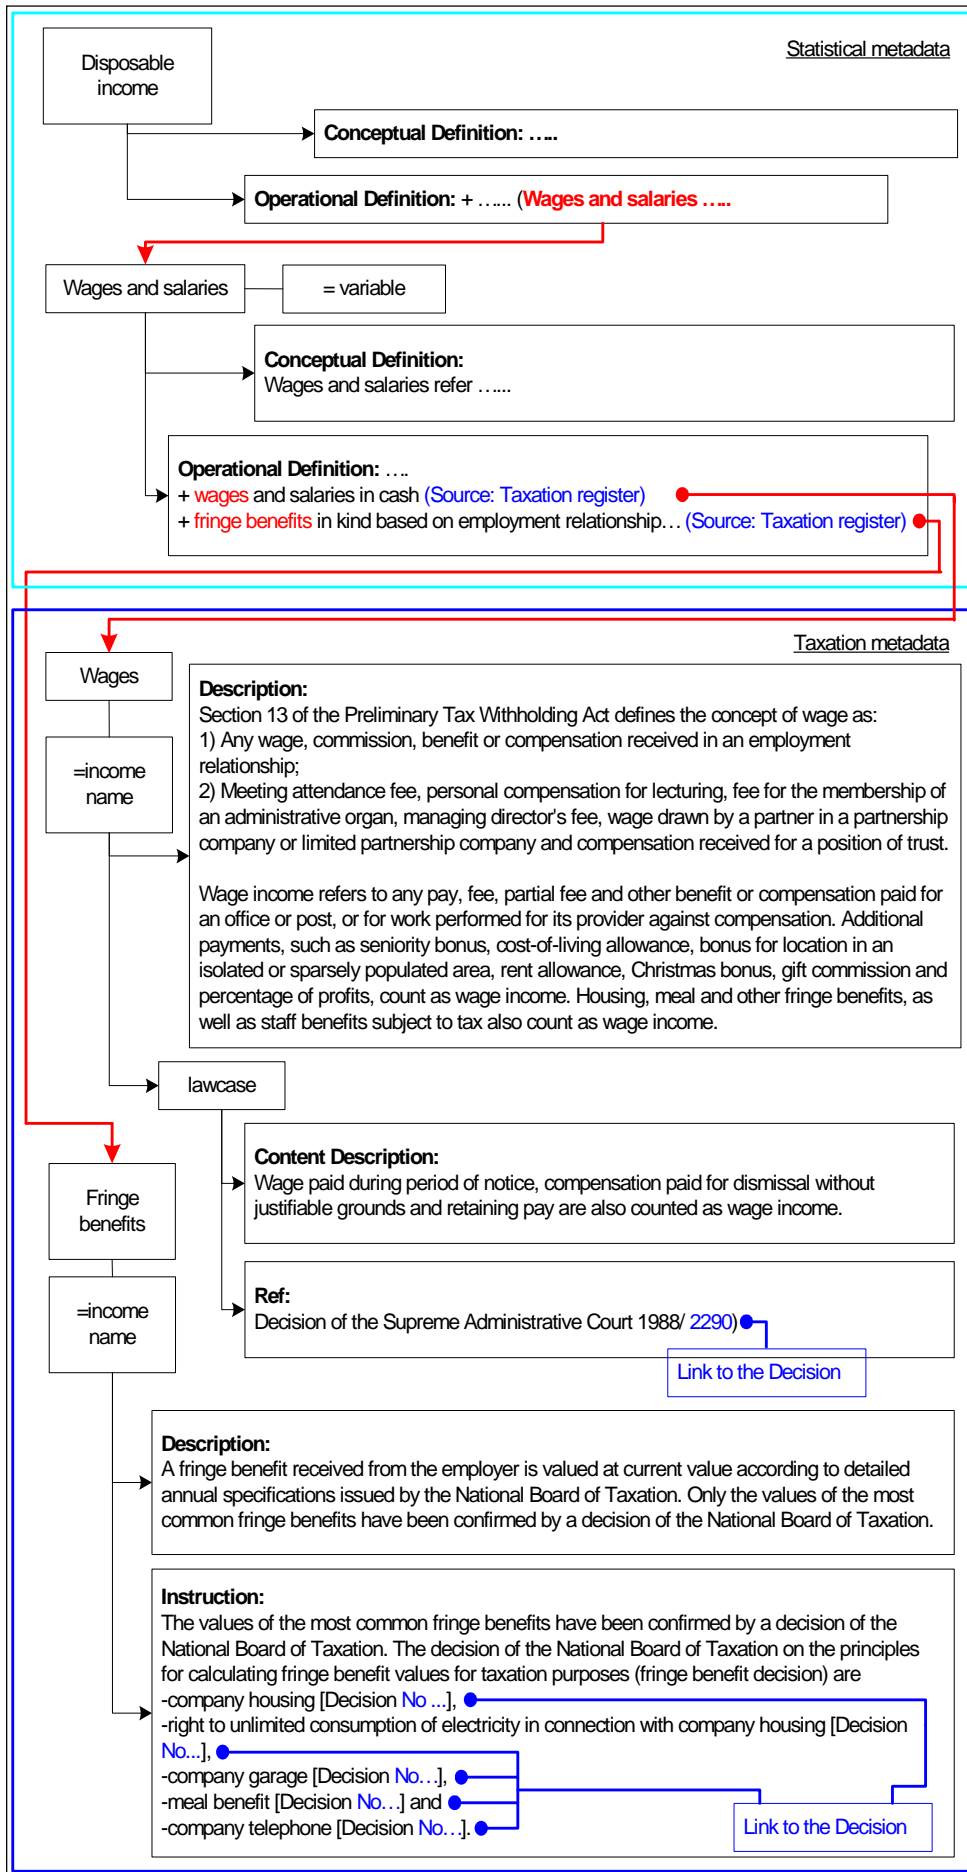 Statistical metadata
Disposable
income
Conceptual Definition: .....
Operational Definition: + ...... (Wages and salaries .....
Wages and salaries
= variable
Conceptual Definition:
Wages and salaries refer ......
Operational Definition: ....
+ wages and salaries in cash (Source: Taxation register)
+ fringe benefits in kind based on employment relationship... (Source: Taxation register)
Taxation metadata
Wages
=income
name
Description:
Section 13 of the Preliminary Tax Withholding Act defines the concept of wage as:
1) Any wage, commission, benefit or compensation received in an employment
relationship;
2) Meeting attendance fee, personal compensation for lecturing, fee for the membership of
an administrative organ, managing director's fee, wage drawn by a partner in a partnership
company or limited partnership company and compensation received for a position of trust.
Wage income refers to any pay, fee, partial fee and other benefit or compensation paid for
an office or post, or for work performed for its provider against compensation. Additional
payments, such as seniority bonus, cost-of-living allowance, bonus for location in an
isolated or sparsely populated area, rent allowance, Christmas bonus, gift commission and
percentage of profits, count as wage income. Housing, meal and other fringe benefits, as
well as staff benefits subject to tax also count as wage income.
lawcase
Content Description:
Wage paid during period of notice, compensation paid for dismissal without
justifiable grounds and retaining pay are also counted as wage income.
Fringe
benefits
=income
name
Ref:
Decision of the Supreme Administrative Court 1988/ 2290)
Link to the Decision
Description:
A fringe benefit received from the employer is valued at current value according to detailed
annual specifications issued by the National Board of Taxation. Only the values of the most
common fringe benefits have been confirmed by a decision of the National Board of Taxation.
Instruction:
The values of the most common fringe benefits have been confirmed by a decision of the
National Board of Taxation. The decision of the National Board of Taxation on the principles
for calculating fringe benefit values for taxation purposes (fringe benefit decision) are
-company housing [Decision No ...],
-right to unlimited consumption of electricity in connection with company housing [Decision
No...],
-company garage [Decision No...],
-meal benefit [Decision No...] and
-company telephone [Decision No...].
Link to the Decision